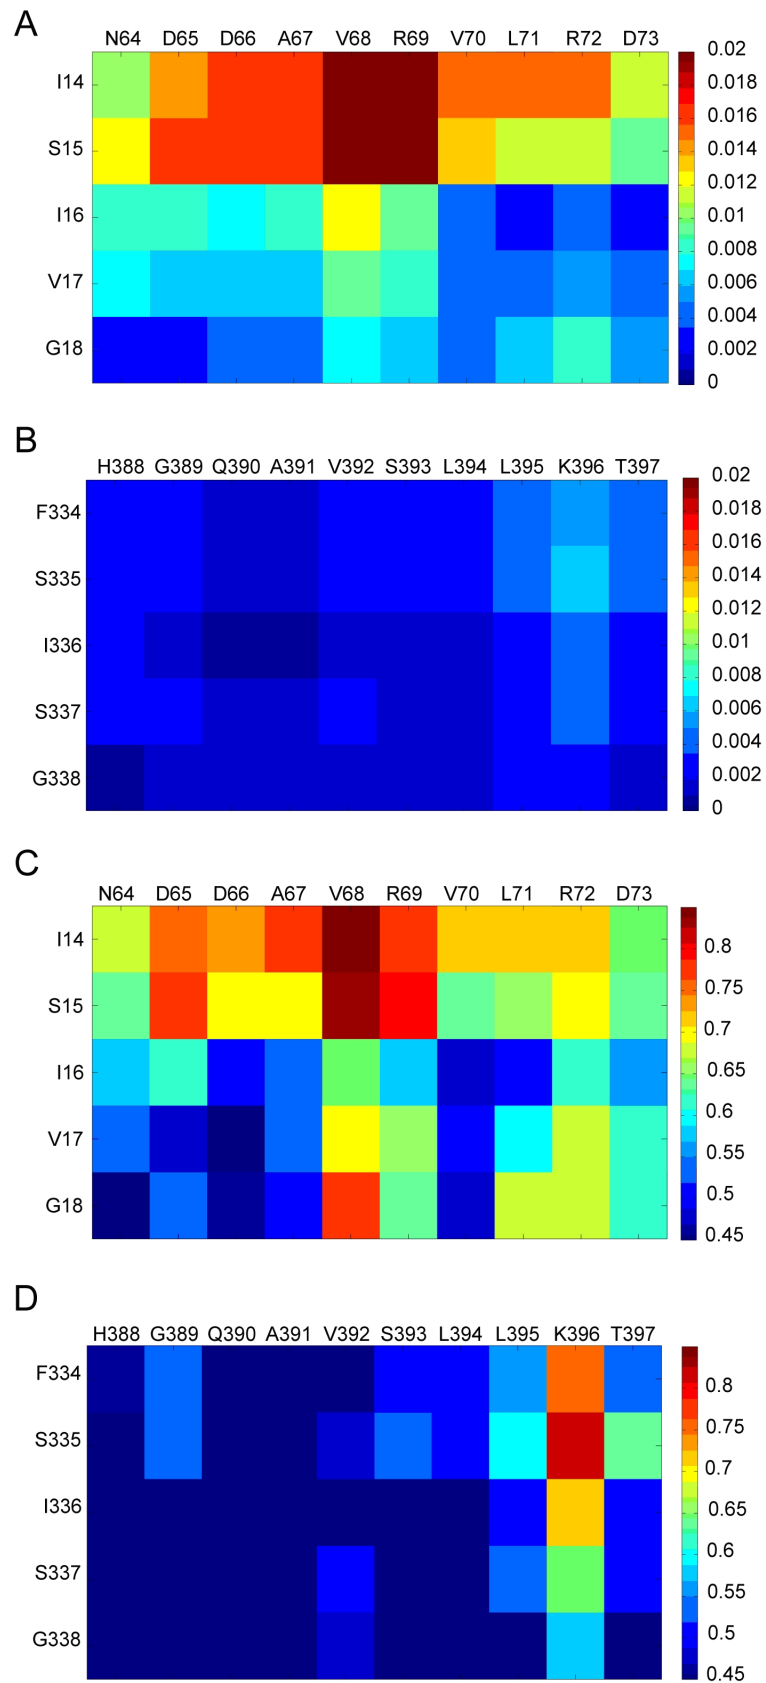 A
N64 D65 D66 A67 V68 R69 V70 L71 R72 D73
I14
S15
I16
V17
G18
0.02
0.018
0.016
0.014
0.012
0.01
0.008
0.006
0.004
0.002
0
B
H388 G389 Q390 A391 V392 S393 L394 L395 K396 T397
F334
S335
I336
S337
G338
0.02
0.018
0.016
0.014
0.012
0.01
0.008
0.006
0.004
0.002
0
C
N64 D65 D66 A67 V68 R69 V70 L71 R72 D73
I14
S15
I16
V17
G18
0.8
0.75
0.7
0.65
0.6
0.55
0.5
0.45
D
H388 G389 Q390 A391 V392 S393 L394 L395 K396 T397
F334
S335
I336
S337
G338
0.8
0.75
0.7
0.65
0.6
0.55
0.5
0.45